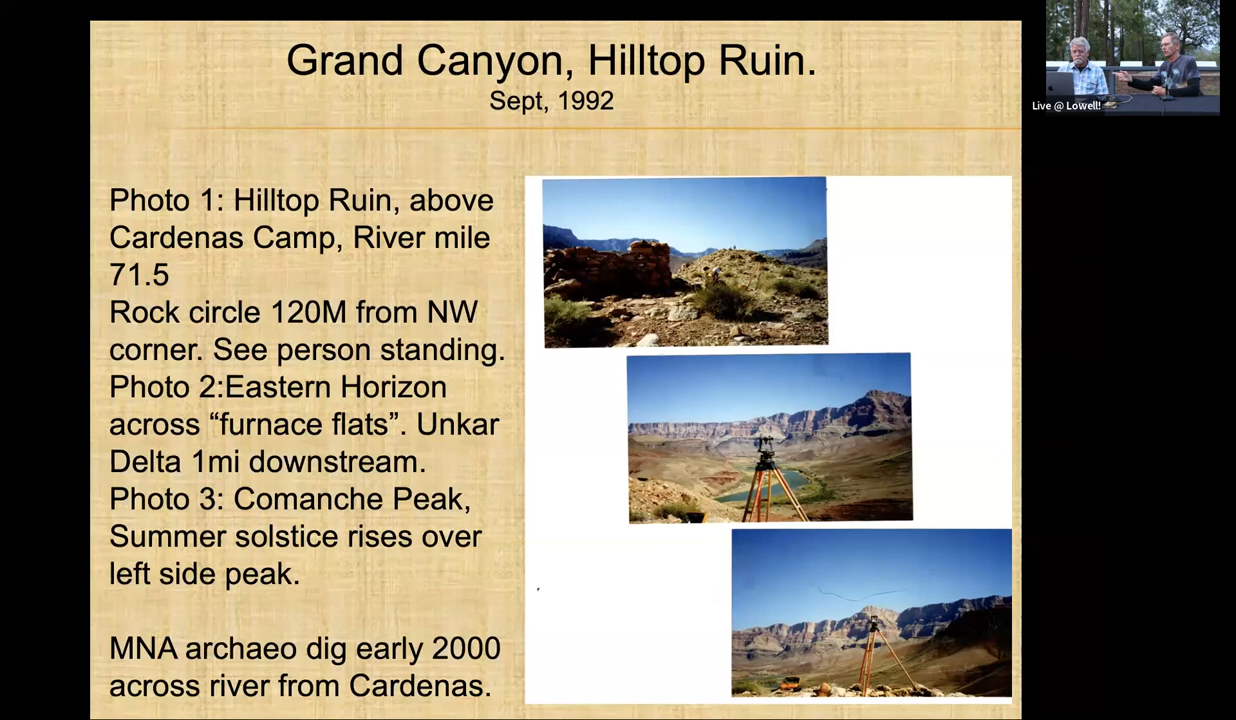 Grand Canyon, Hilltop Ruin.
Sept, 1992
Live @ Lowell!
Photo 1: Hilltop Ruin, above
Cardenas Camp, River mile
71.5
Rock circle 120M from NW
corner. See person standing.
Photo 2:Eastern Horizon
across “furnace flats”. Unkar
Delta 1mi downstream.
Photo 3: Comanche Peak,
Summer solstice rises over
left side peak.
MNA archaeo dig early 2000
across river from Cardenas.